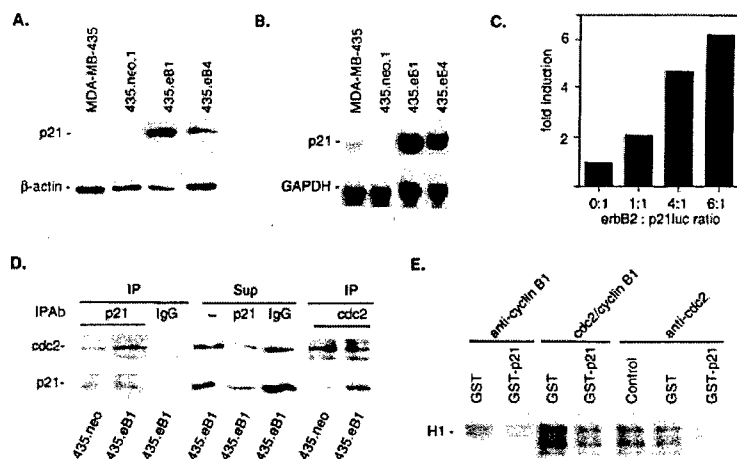 A.
MDA-MB-435
435.neo.1
435.eB1
435.eB4
p21 -
β-actin -
B.
MDA-MB-435
435.neo.1
435.eB1
435.eB4
p21 -
GAPDH -
C.
fold induction
6
4
2
0:1 1:1 4:1 6:1
erbB2 : p21luc ratio
D.
IP Sup IP
IPAb p21 IgG - p21 IgG cdc2
cdc2-
p21-
435.neo
435.eB1
435.eB1
435.eB1
435.eB1
435.eB1
435.neo
435.eB1
E.
anti-cyclin B1
cdc2/cyclin B1
anti-cdc2
GST
GST-p21
GST
GST-p21
Control
GST
GST-p21
H1 -